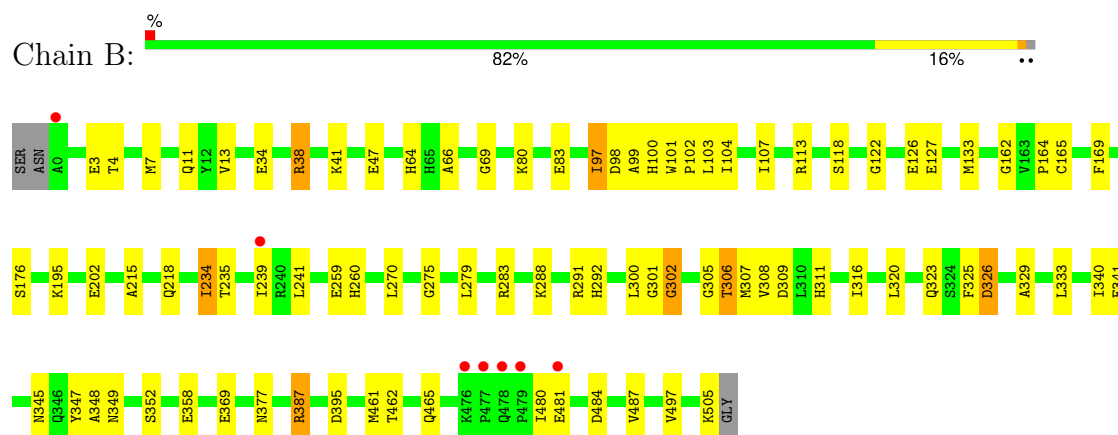 %
Chain B:
82% 16% ••
SER ASN A0 E3 T4 M7 Q11 Y12 V13 E34 R38 K41 E47 H64 H65 A66 G69 K80 E83 I97 D98 A99 H100 W101 P102 L103 I104 I107 R113 S118 G122 E126 E127 M133 G162 V163 P164 C165 F169
S176 K195 E202 A215 Q218 I234 T235 I239 R240 L241 E259 H260 L270 G275 L279 R283 K288 R291 H292 L300 G301 G302 G305 T306 M307 V308 D309 L310 H311 I316 L320 Q323 S324 F325 D326 A329 L333 I340 E341
N345 Q346 Y347 A348 N349 S352 E358 E369 N377 R387 D395 M461 T462 Q465 K476 P477 Q478 P479 I480 E481 D484 V487 V497 K505 GLY